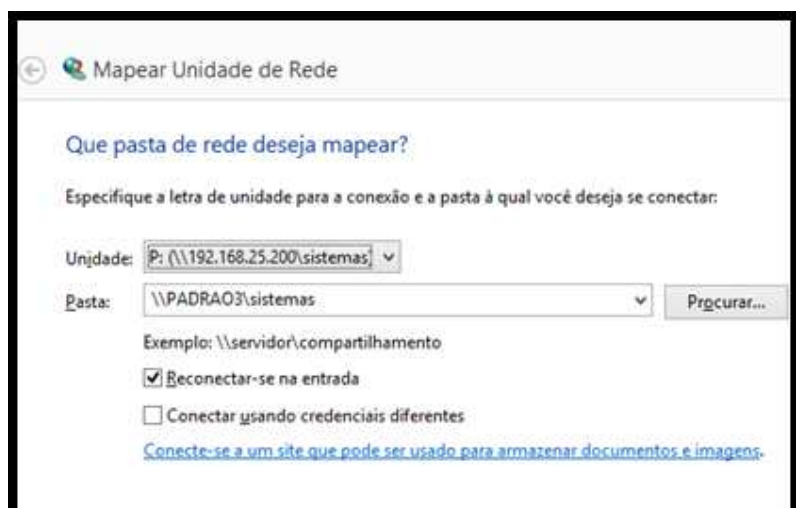 Mapear Unidade de Rede
Que pasta de rede deseja mapear?
Especifique a letra de unidade para a conexão e a pasta à qual você deseja se conectar:
Unidade: P: (\\192.168.25.200\sistemas)
Pasta: \\PADRAO3\sistemas Procurar...
Exemplo: \\servidor\compartilhamento
Reconectar-se na entrada
Conectar usando credenciais diferentes
Conecte-se a um site que pode ser usado para armazenar documentos e imagens.